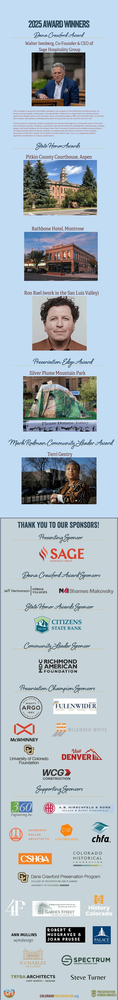 2025 AWARD WINNERS
Dana Crawford Award
Walter Isenberg, Co-Founder & CEO of
Sage Hospitality Group
CPI is excited to announce that Walter Isenberg is the recipient of the 2025 Dana Crawford Award. An
award-winning hotelier, restaurateur, and placemaker, Walter has a unique talent for creating vibrant
spaces that people want to visit and enjoy. Since co-founding Sage in 1984 with Zack Neumeyer, he has led
the company with passion, embodying the spirit of loving what you do and who you do it with.
Over the past four decades, Walter's leadership has transformed Sage into a renowned name in the hotel
and restaurant industry, excelling in operations, real estate investment, development, placemaking, strategic
design, and brand building. He has played a key role in numerous transformative adaptive reuse projects,
including the Dairy Block in Denver. Notably, he collaborated with Dana Crawford on the complete
renovations of Denver's historic Union Station and the Oxford Hotel. Join us in celebrating Walter's
significant contributions to historic preservation!
State Honor Awards
Pitkin County Courthouse, Aspen
Rathbone Hotel, Montrose
Ron Rael (work in the San Luis Valley)
Preservation Edge Award
Silver Plume Mountain Park
Please Donate Today
Mark Rodman Community Leader Award
Terri Gentry
THANK YOU TO OUR SPONSORS!
Presenting Sponsor
SAGE
HOSPITALITY GROUP
Dana Crawford Award Sponsors
Jeff Hermanson
URBAN
VILLAGES
NAI Shames Makovsky
State Honor Awards Sponsor
EST. 1913
CITIZENS
STATE BANK
Community Leader Sponsor
MDC
RICHMOND
AMERICAN
FOUNDATION
Preservation Champion Sponsors
IDAHO SPRINGS CO
MIGHTY
ARGO
1893
GOLD MILL & TUNNEL
SINCE 1904
FULENWIDER
HISTORY LAND PEOPLE VISION
McWHINNEY
MILENDER WHITE
CU
University of Colorado
Foundation
Visit
DENVER
WCG
CONSTRUCTION
Supporting Sponsors
360
Engineering, Inc.
ABH
A. B. HIRSCHFELD & SONS
ARLENE & BARRY HIRSCHFELD
ANDERSON
HALLAS
ARCHITECTS
CIM
CLEAR IMAGE MEDIA
chfa®
CSHQA
COLORADO
HISTORICAL
FOUNDATION
CU
Dana Crawford Preservation Program
COLLEGE OF ARCHITECTURE AND PLANNING
UNIVERSITY OF COLORADO DENVER
4F
Bridging the gap between where you are...
and where you want to be.
GARDEN STREET
FINANCIAL GROUP LLC
History
Colorado
ANN MULLINS
wjmdesign
ROBERT E
MUSGRAVES &
JOAN PRUSSE
PALACE
CONSTRUCTION
ST. CHARLES
TOWN COMPANY
SPECTRUM
GENERAL CONTRACTORS
TRYBA ARCHITECTS
FORT WORTH | DENVER
Steve Turner
CPI
COLORADOPRESERVATION.org
PRESERVATION
HONOR AWARDS